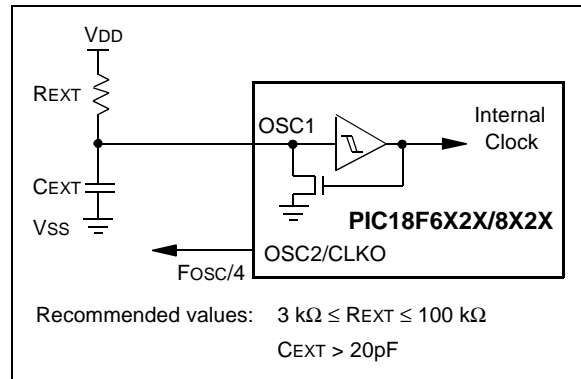 VDD
REXT
OSC1
Internal
Clock
CEXT
VSS
PIC18F6X2X/8X2X
OSC2/CLKO
FOSC/4
Recommended values: 3 kΩ ≤ REXT ≤ 100 kΩ
CEXT > 20pF